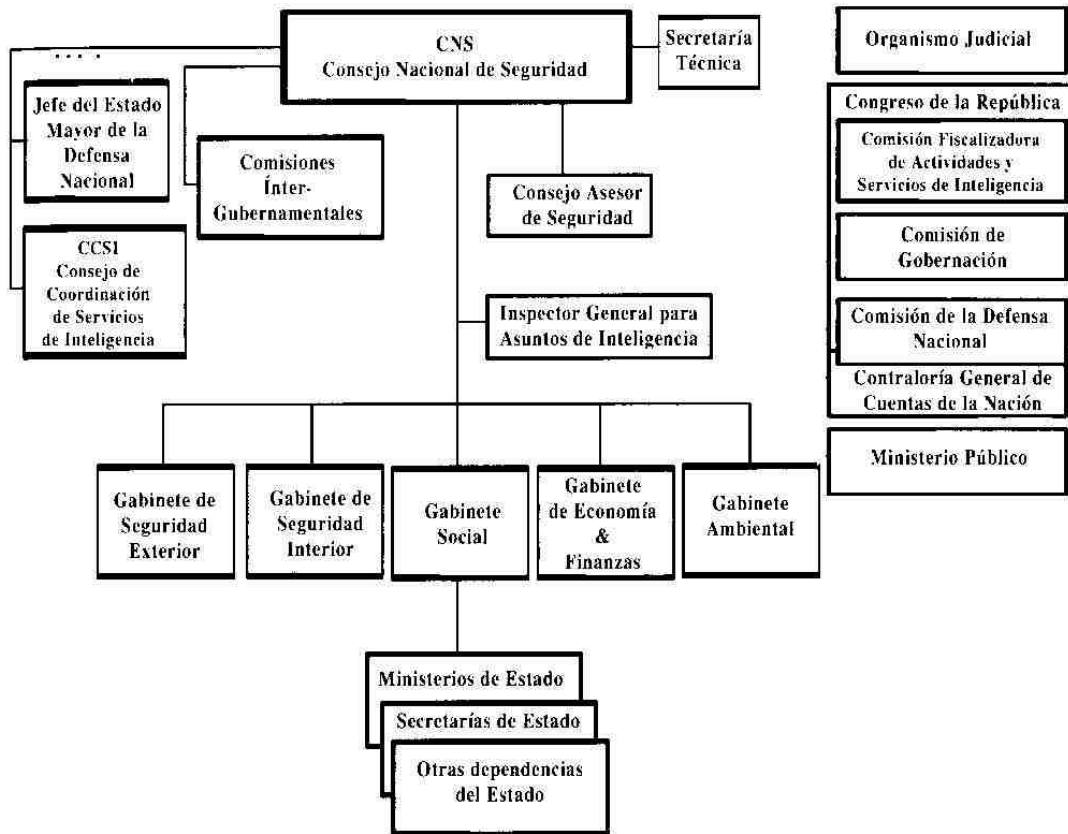 CNS
Consejo Nacional de Seguridad
Secretaría
Técnica
. . . .
Jefe del Estado
Mayor de la
Defensa
Nacional
Comisiones
Ínter-
Gubernamentales
Consejo Asesor
de Seguridad
CCS1
Consejo de
Coordinación
de Servicios
de Inteligencia
Inspector General para
Asuntos de Inteligencia
Gabinete de
Seguridad
Exterior
Gabinete de
Seguridad
Interior
Gabinete
Social
Gabinete
de Economía
&
Finanzas
Gabinete
Ambiental
Ministerios de Estado
Secretarías de Estado
Otras dependencias
del Estado
Organismo Judicial
Congreso de la República
Comisión Fiscalizadora
de Actividades y
Servicios de Inteligencia
Comisión de
Gobernación
Comisión de la Defensa
Nacional
Contraloría General de
Cuentas de la Nación
Ministerio Público